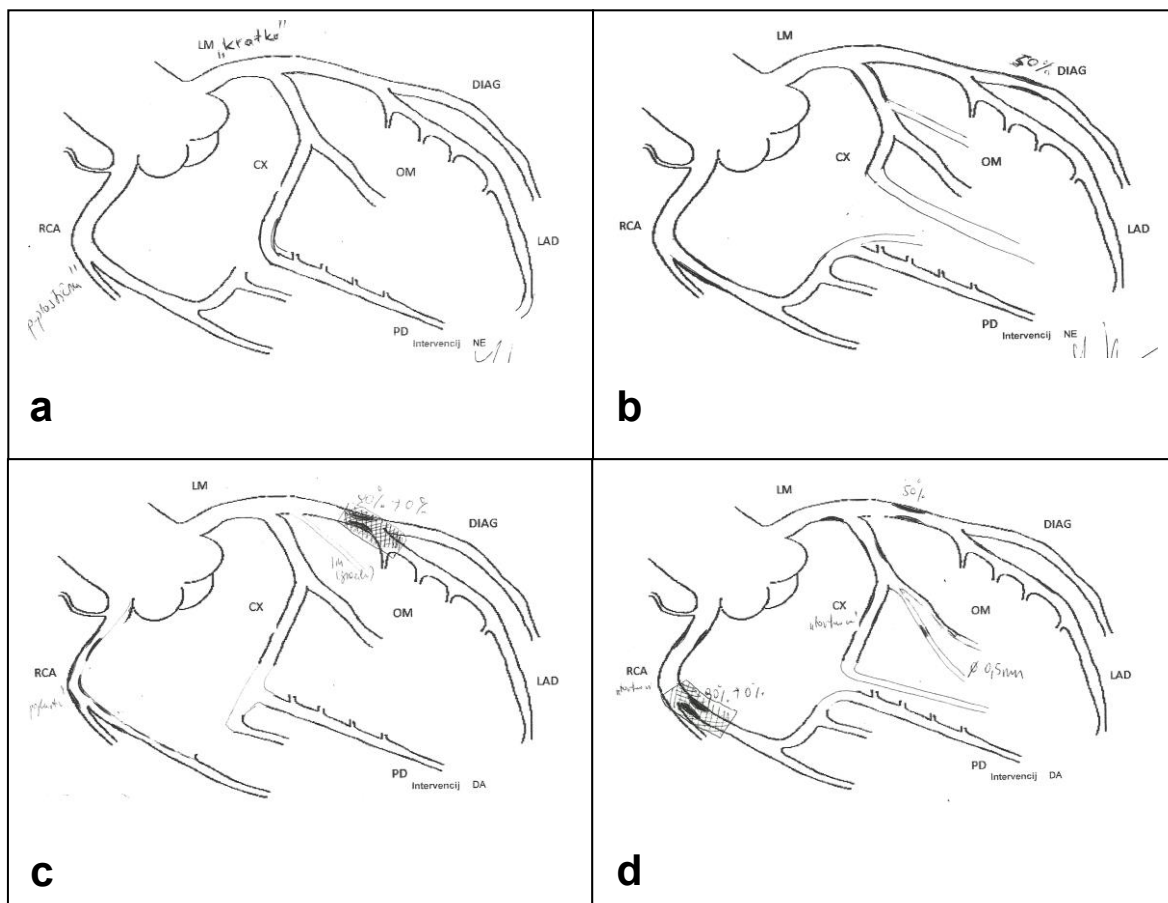 LM "kratko"
DIAG
CX
OM
RCA
LAD
PD
Intervencij NE
a
LM
50%
DIAG
CX
OM
RCA
LAD
PD
Intervencij NE
b
LM
80% → 0%
DIAG
IM
CX
OM
RCA
LAD
PD
Intervencij DA
c
LM
50%
DIAG
CX
OM
RCA
80% → 0%
Ø 0,5mm
LAD
PD
Intervencij DA
d